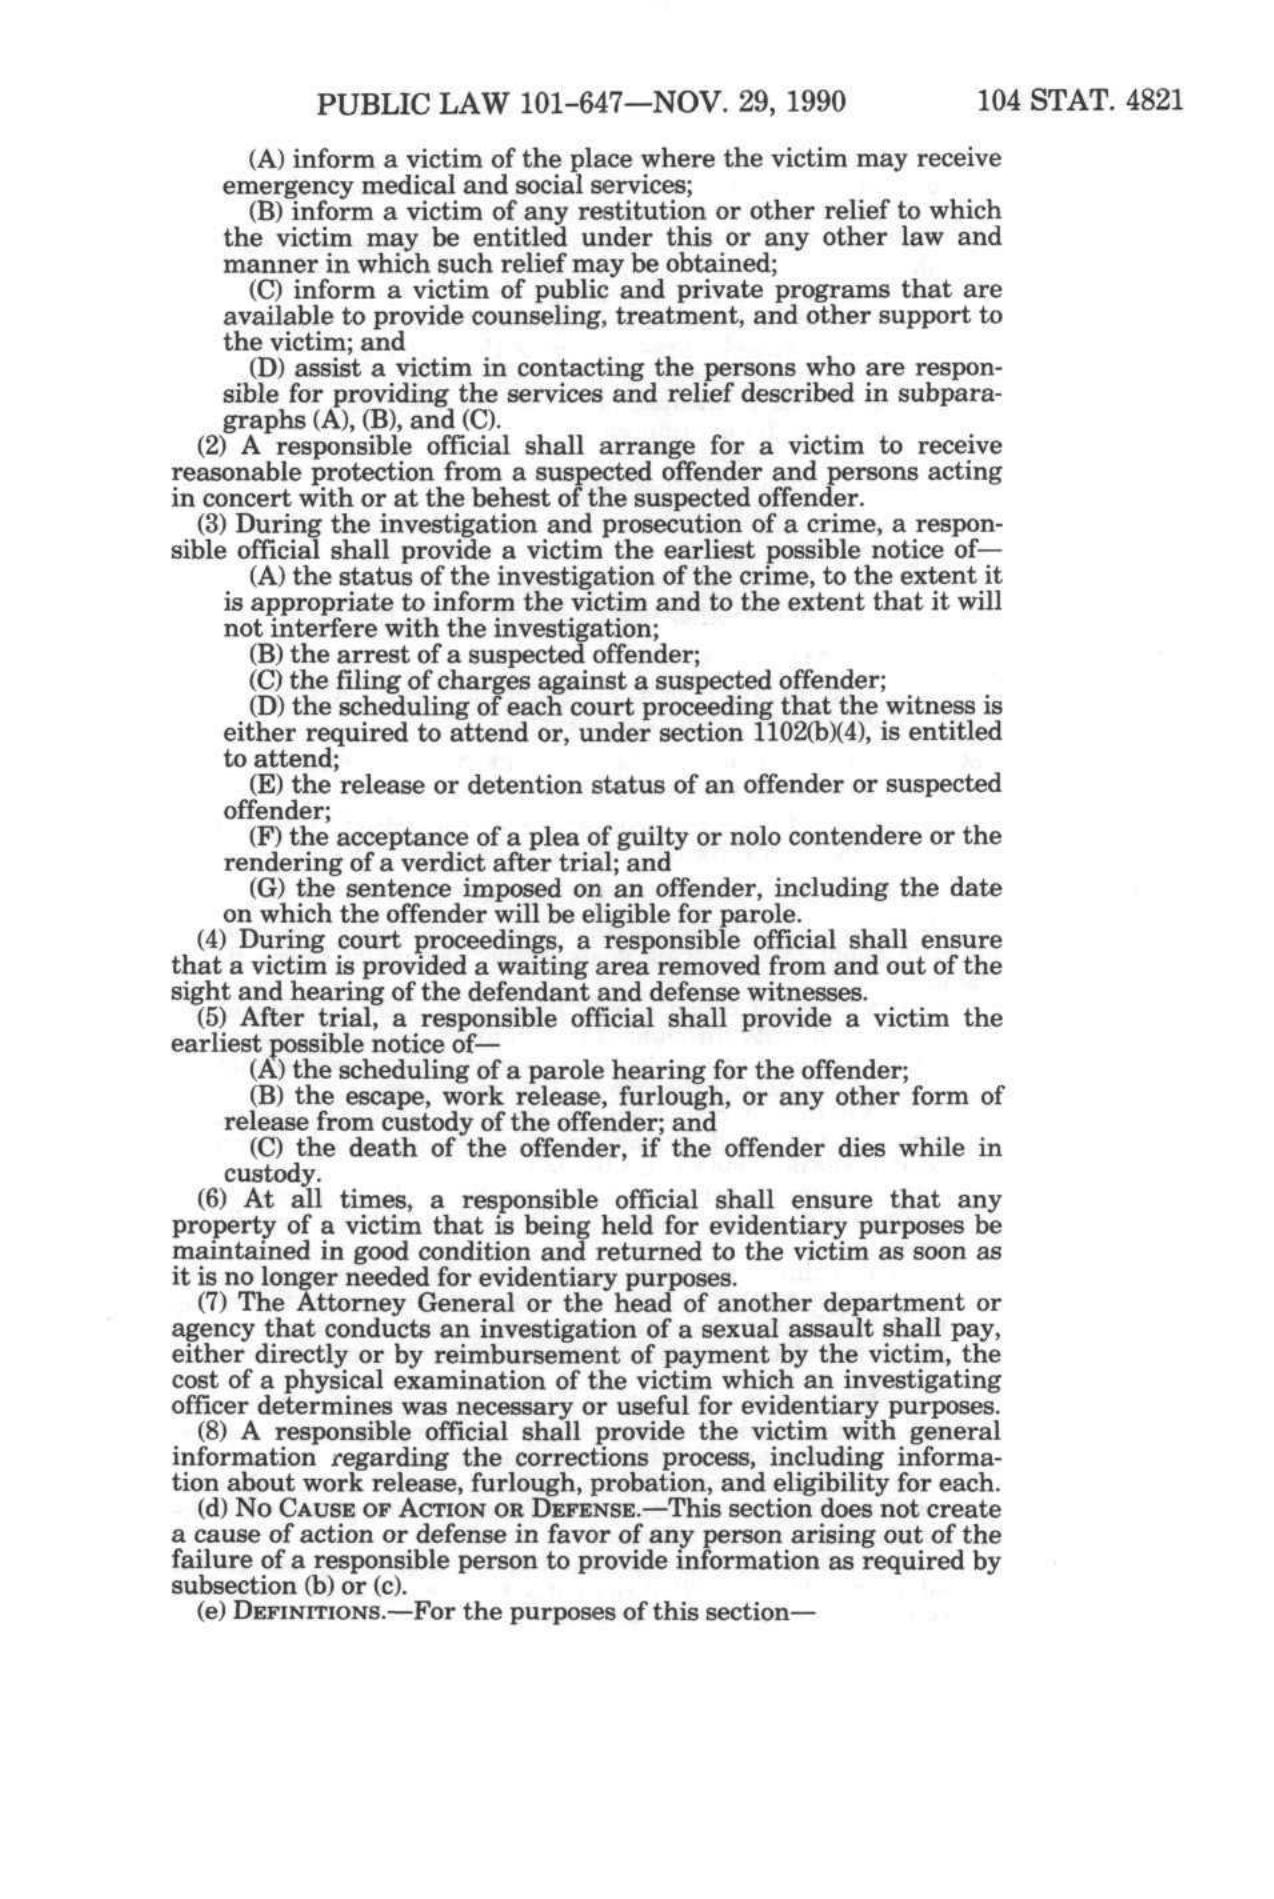 PUBLIC LAW 101-647—NOV. 29, 1990 104 STAT. 4821
(A) inform a victim of the place where the victim may receive
emergency medical and social services;
(B) inform a victim of any restitution or other relief to which
the victim may be entitled under this or any other law and
manner in which such relief may be obtained;
(C) inform a victim of public and private programs that are
available to provide counseling, treatment, and other support to
the victim; and
(D) assist a victim in contacting the persons who are respon-
sible for providing the services and relief described in subpara-
graphs (A), (B), and (C).
(2) A responsible official shall arrange for a victim to receive
reasonable protection from a suspected offender and persons acting
in concert with or at the behest of the suspected offender.
(3) During the investigation and prosecution of a crime, a respon-
sible official shall provide a victim the earliest possible notice of—
(A) the status of the investigation of the crime, to the extent it
is appropriate to inform the victim and to the extent that it will
not interfere with the investigation;
(B) the arrest of a suspected offender;
(C) the filing of charges against a suspected offender;
(D) the scheduling of each court proceeding that the witness is
either required to attend or, under section 1102(b)(4), is entitled
to attend;
(E) the release or detention status of an offender or suspected
offender;
(F) the acceptance of a plea of guilty or nolo contendere or the
rendering of a verdict after trial; and
(G) the sentence imposed on an offender, including the date
on which the offender will be eligible for parole.
(4) During court proceedings, a responsible official shall ensure
that a victim is provided a waiting area removed from and out of the
sight and hearing of the defendant and defense witnesses.
(5) After trial, a responsible official shall provide a victim the
earliest possible notice of—
(A) the scheduling of a parole hearing for the offender;
(B) the escape, work release, furlough, or any other form of
release from custody of the offender; and
(C) the death of the offender, if the offender dies while in
custody.
(6) At all times, a responsible official shall ensure that any
property of a victim that is being held for evidentiary purposes be
maintained in good condition and returned to the victim as soon as
it is no longer needed for evidentiary purposes.
(7) The Attorney General or the head of another department or
agency that conducts an investigation of a sexual assault shall pay,
either directly or by reimbursement of payment by the victim, the
cost of a physical examination of the victim which an investigating
officer determines was necessary or useful for evidentiary purposes.
(8) A responsible official shall provide the victim with general
information regarding the corrections process, including informa-
tion about work release, furlough, probation, and eligibility for each.
(d) NO CAUSE OF ACTION OR DEFENSE.—This section does not create
a cause of action or defense in favor of any person arising out of the
failure of a responsible person to provide information as required by
subsection (b) or (c).
(e) DEFINITIONS.—For the purposes of this section—